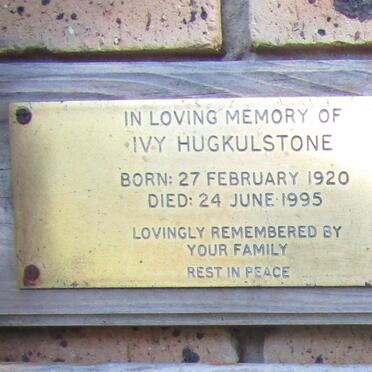 IN LOVING MEMORY OF
IVY HUGKULSTONE
BORN: 27 FEBRUARY 1920
DIED: 24 JUNE 1995
LOVINGLY REMEMBERED BY
YOUR FAMILY
REST IN PEACE